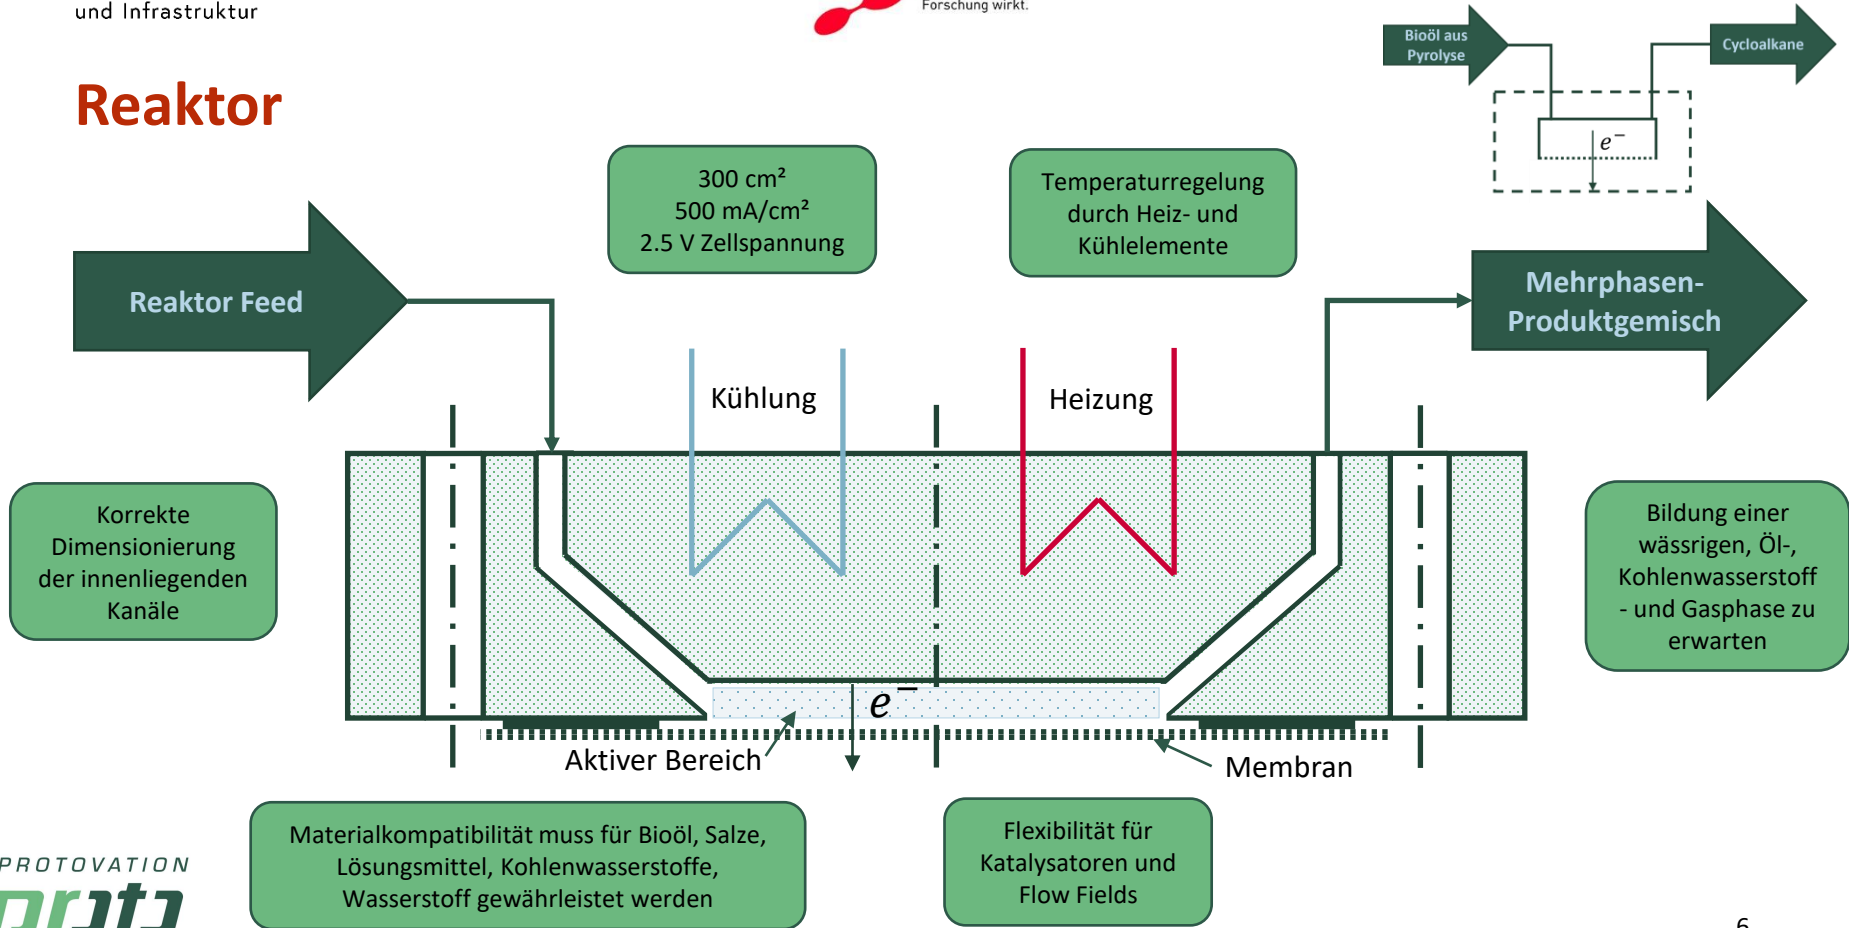 und Infrastruktur
Forschung wirkt.
Bioöl aus
Pyrolyse
Cycloalkane
e⁻
Reaktor
300 cm²
500 mA/cm²
2.5 V Zellspannung
Temperaturregelung
durch Heiz- und
Kühlelemente
Reaktor Feed
Mehrphasen-
Produktgemisch
Kühlung
Heizung
Korrekte
Dimensionierung
der innenliegenden
Kanäle
Bildung einer
wässrigen, Öl-,
Kohlenwasserstoff
- und Gasphase zu
erwarten
e⁻
Aktiver Bereich
Membran
Materialkompatibilität muss für Bioöl, Salze,
Lösungsmittel, Kohlenwasserstoffe,
Wasserstoff gewährleistet werden
Flexibilität für
Katalysatoren und
Flow Fields
PROTOVATION
proto
6